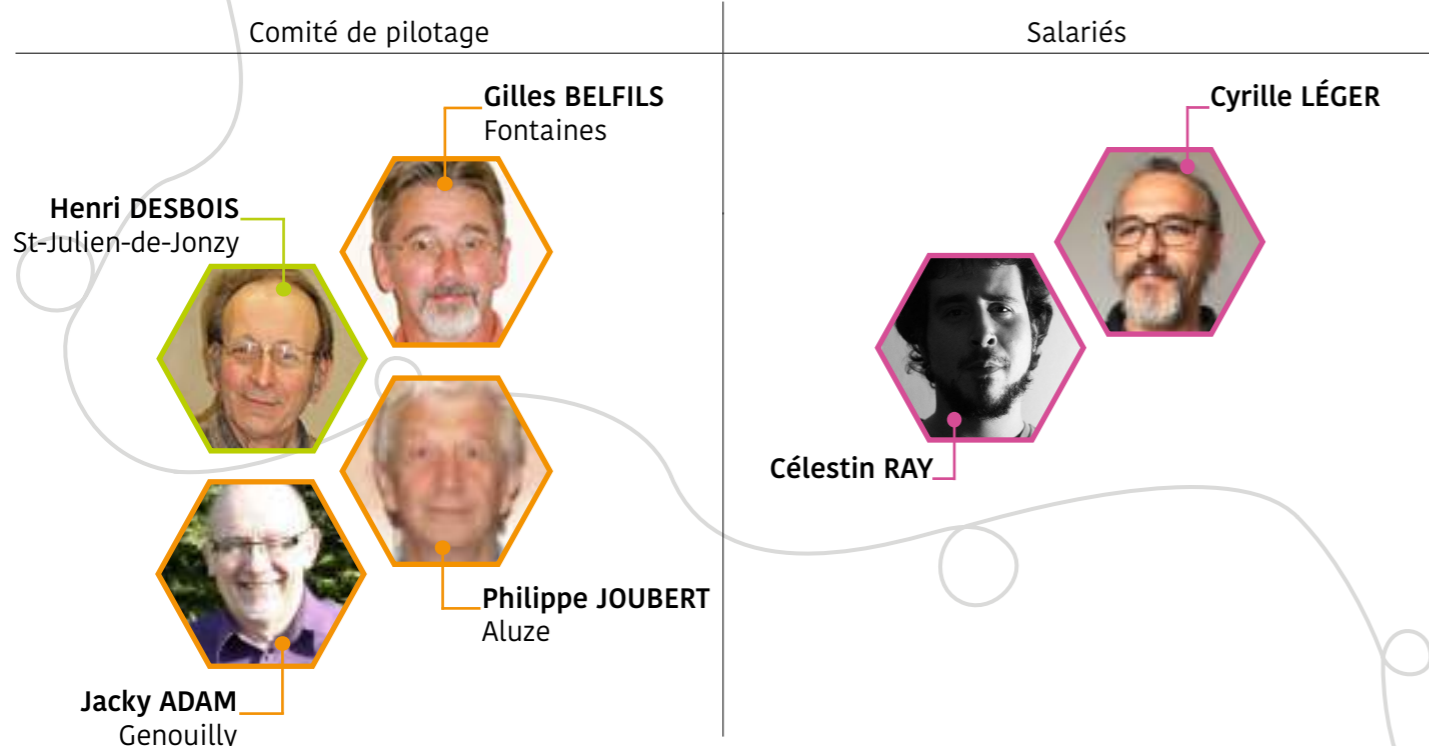 Comité de pilotage
Salariés
Gilles BELFILS
Fontaines
Henri DESBOIS
St-Julien-de-Jonzy
Philippe JOUBERT
Aluze
Jacky ADAM
Genouilly
Cyrille LÉGER
Célestin RAY